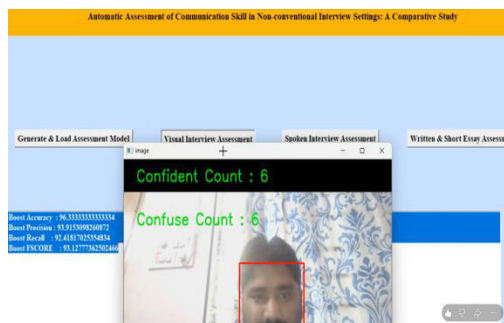 Automatic Assessment of Communication Skill in Non-conventional Interview Settings: A Comparative Study
Generate & Load Assessment Model
Visual Interview Assessment
Spoken Interview Assessment
Written & Short Essay Assess
image
Confident Count : 6
Confuse Count : 6
Boost Accuracy : 96.33333333333334
Boost Precision : 93.9153098260872
Boost Recall : 92.41817025354834
Boost FSCORE : 93.12777362502466